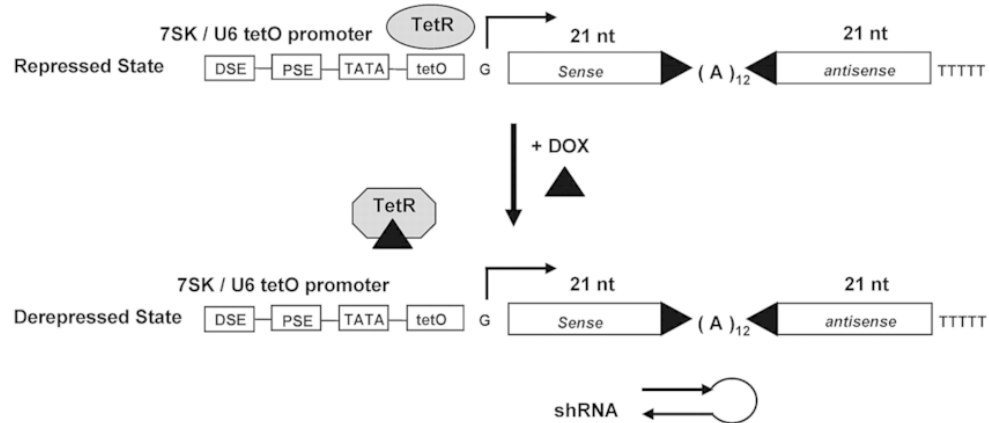 TetR
7SK / U6 tetO promoter 21 nt 21 nt
Repressed State DSE PSE TATA tetO G Sense ( A )12 antisense TTTTT
+ DOX
TetR
7SK / U6 tetO promoter 21 nt 21 nt
Derepressed State DSE PSE TATA tetO G Sense ( A )12 antisense TTTTT
shRNA